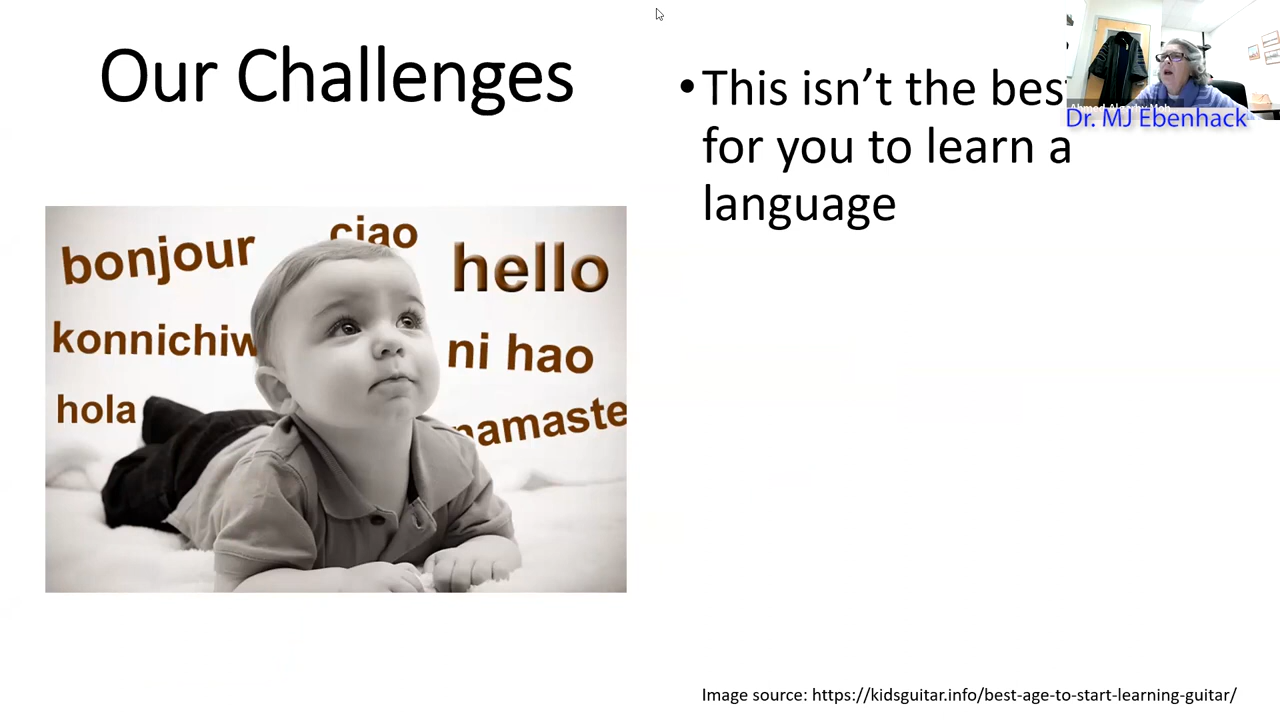 Our Challenges
• This isn’t the bes
for you to learn a
language
Dr. MJ Ebenhack
bonjour
ciao
hello
konnichiw
ni hao
hola
namaste
Image source: https://kidsguitar.info/best-age-to-start-learning-guitar/